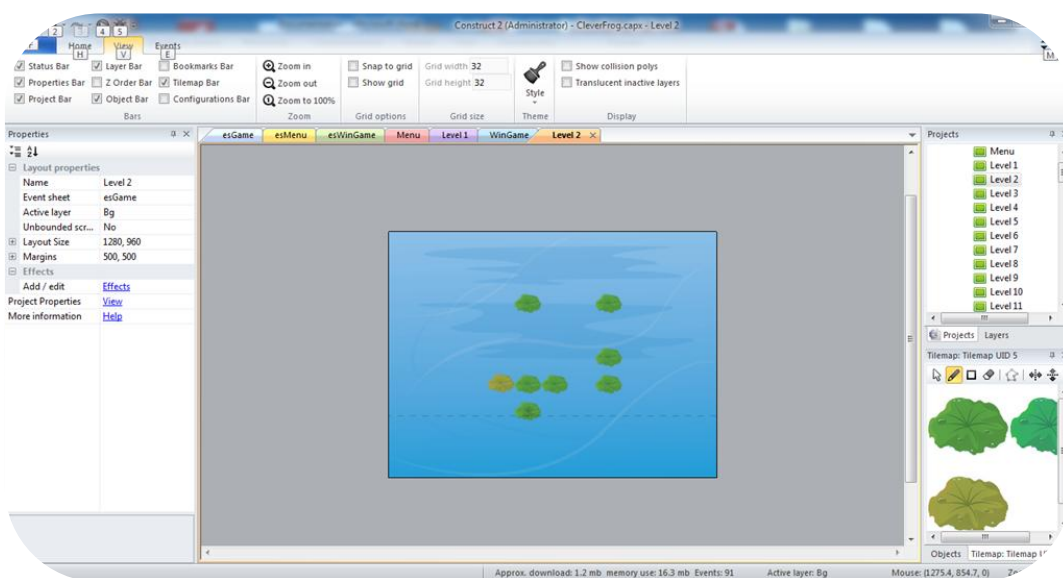 Construct 2 (Administrator) - CleverFrog.capx - Level 2
2 3 4 5
Home View Events
H V E M
Status Bar Layer Bar Bookmarks Bar Zoom in Snap to grid Grid width 32 Show collision polys
Properties Bar Z Order Bar Tilemap Bar Zoom out Show grid Grid height 32 Style Translucent inactive layers
Project Bar Object Bar Configurations Bar Zoom to 100%
Bars Zoom Grid options Grid size Theme Display
Properties esGame esMenu esWinGame Menu Level 1 WinGame Level 2 Projects
Layout properties
Name Level 2
Event sheet esGame
Active layer Bg
Unbounded scr... No
Layout Size 1280, 960
Margins 500, 500
Effects
Add / edit Effects
Project Properties View
More information Help
Menu
Level 1
Level 2
Level 3
Level 4
Level 5
Level 6
Level 7
Level 8
Level 9
Level 10
Level 11
Projects Layers
Tilemap: Tilemap UID 5
Objects Tilemap: Tilemap
Approx. download: 1.2 mb memory use: 16.3 mb Events: 91 Active layer: Bg Mouse: (1275.4, 854.7, 0)